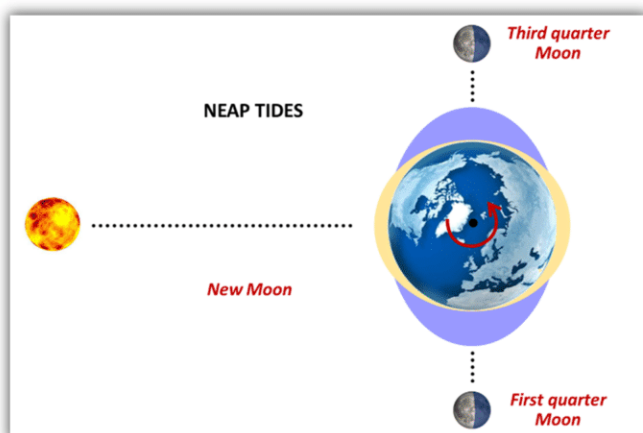 Third quarter
Moon
NEAP TIDES
New Moon
First quarter
Moon